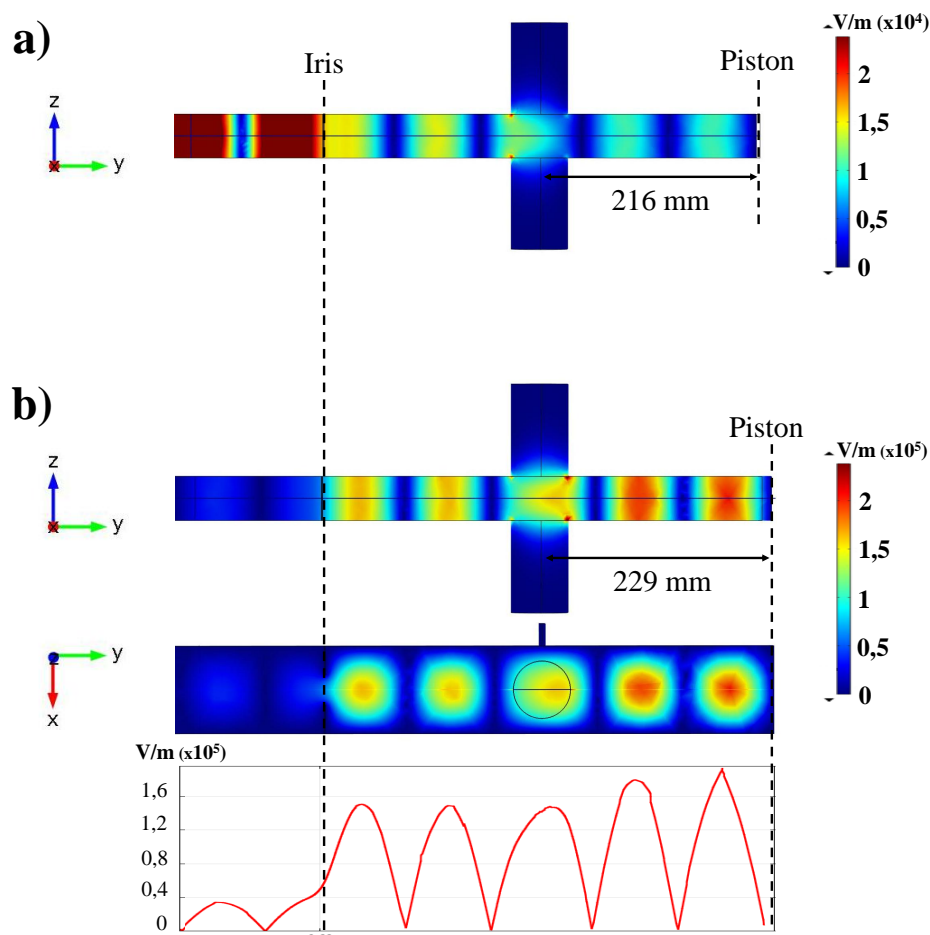 a)
V/m (x10⁴)
Iris
Piston
z
y
x
216 mm
2
1,5
1
0,5
0
b)
V/m (x10⁵)
Piston
z
y
x
229 mm
2
1,5
1
0,5
0
z
y
x
V/m (x10⁵)
1,6
1,2
0,8
0,4
0